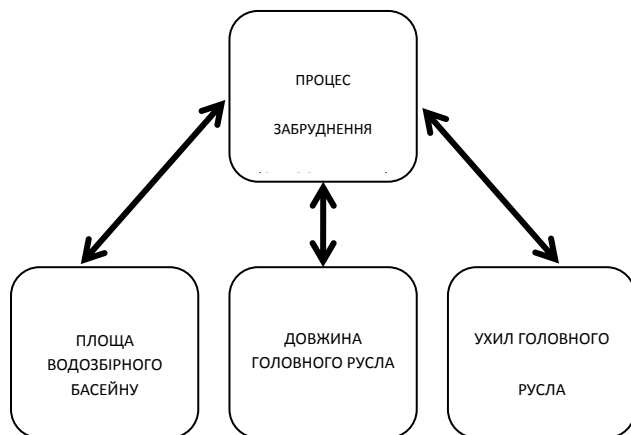 ПРОЦЕС
ЗАБРУДНЕННЯ
ПЛОЩА
ВОДОЗБІРНОГО
БАСЕЙНУ
ДОВЖИНА
ГОЛОВНОГО РУСЛА
УХИЛ ГОЛОВНОГО
РУСЛА